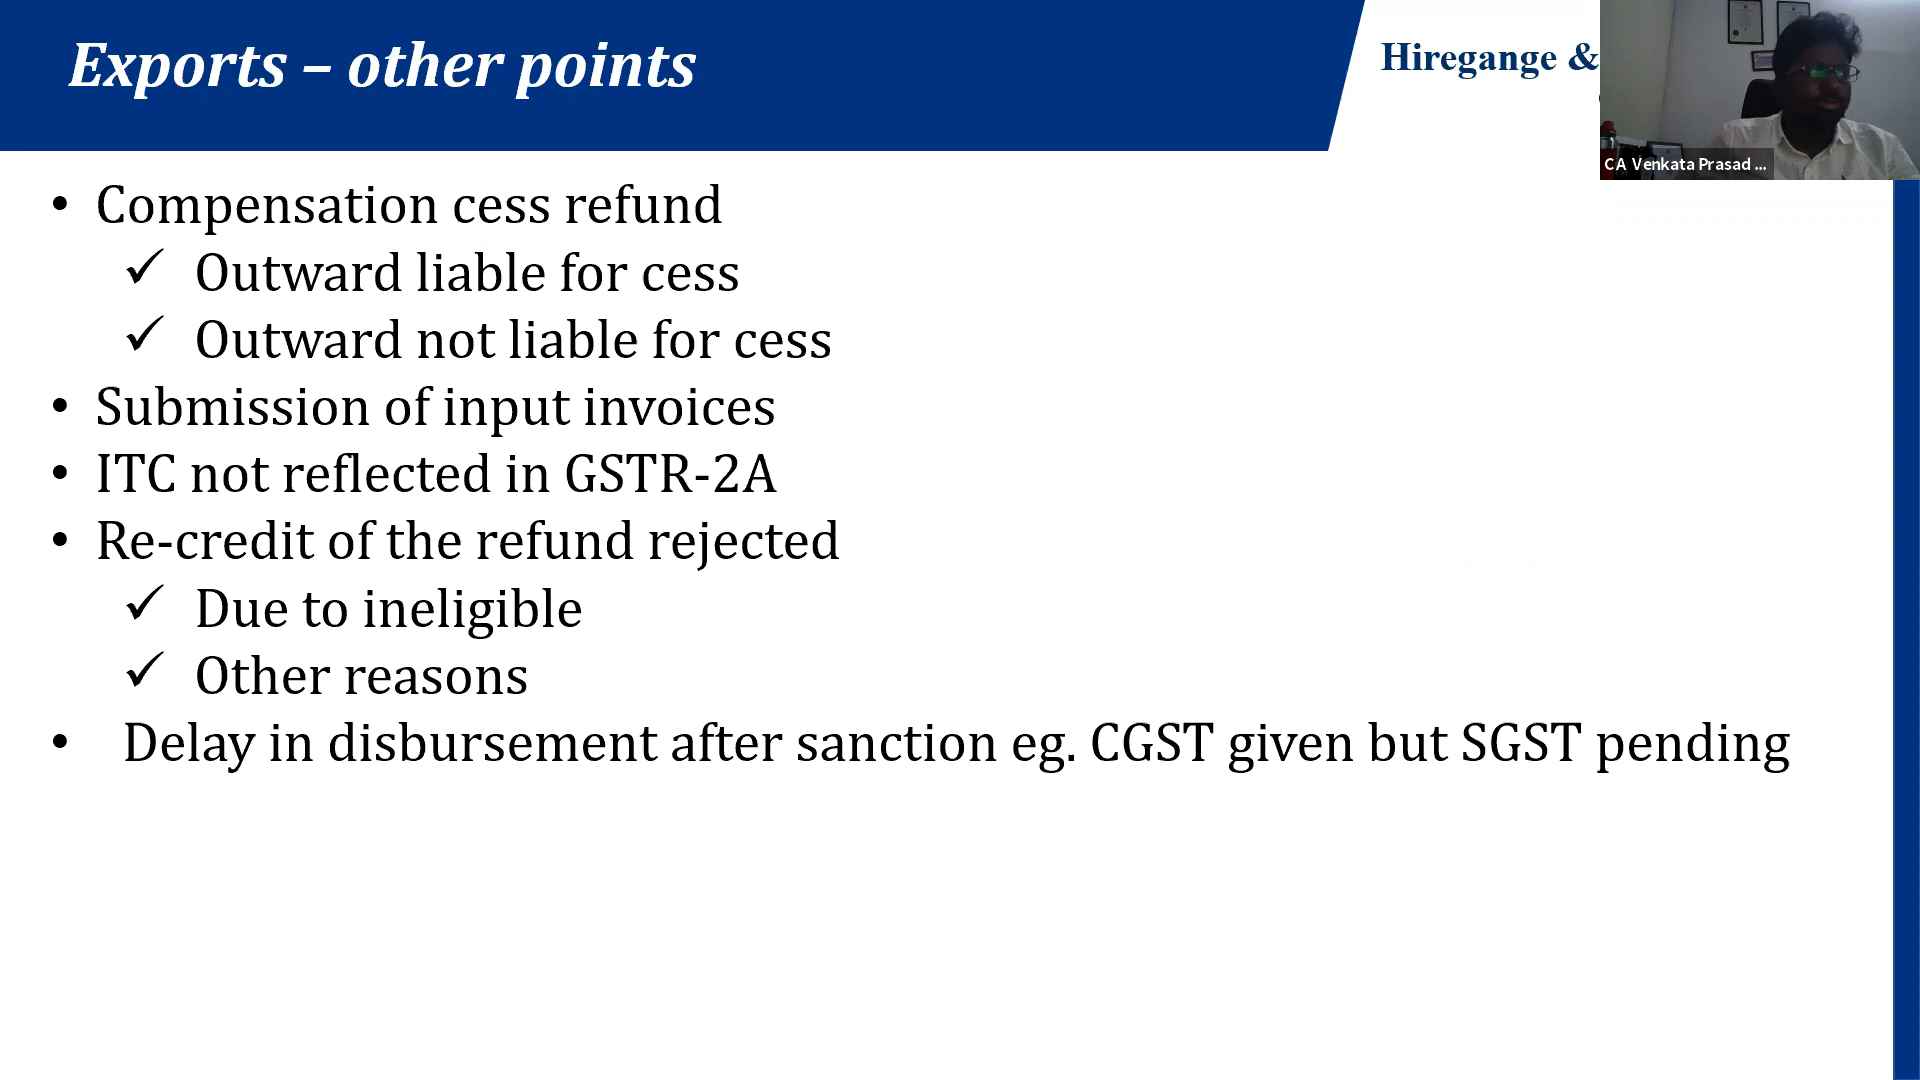 Exports – other points
Hiregange &
CA Venkata Prasad ...
• Compensation cess refund
✓ Outward liable for cess
✓ Outward not liable for cess
• Submission of input invoices
• ITC not reflected in GSTR-2A
• Re-credit of the refund rejected
✓ Due to ineligible
✓ Other reasons
• Delay in disbursement after sanction eg. CGST given but SGST pending